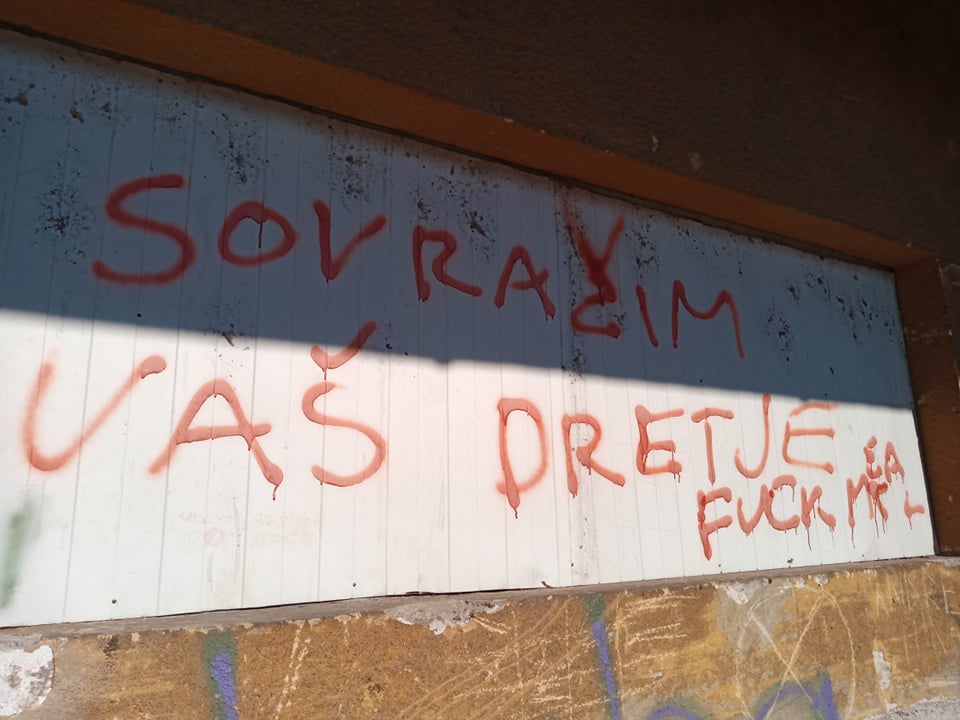 SOVRAŽIM
VAŠ DRETJE
FUCK